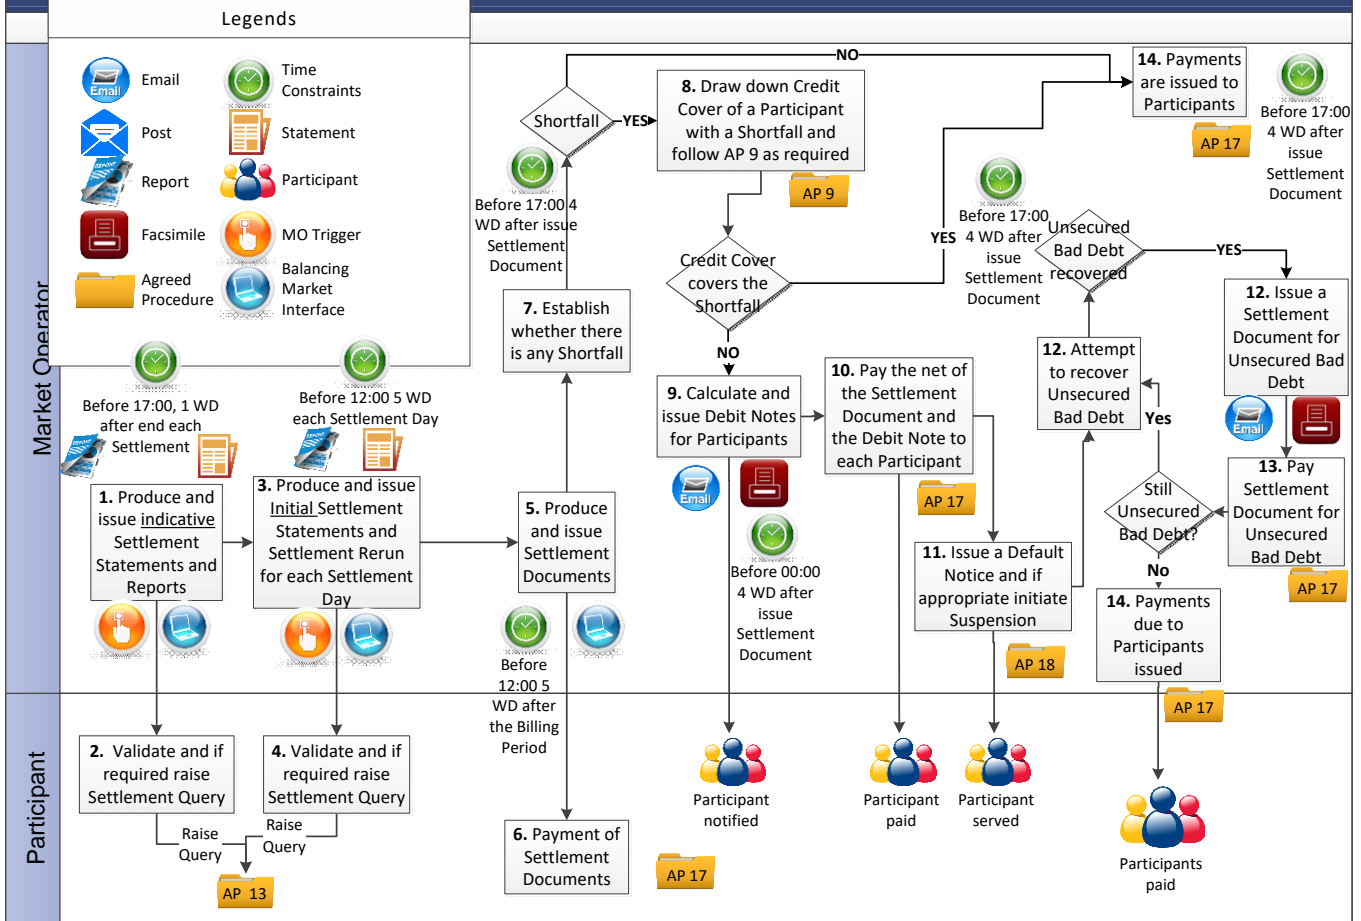 Legends
Email
Time
Constraints
Post
Statement
Report
Participant
Facsimile
MO Trigger
Agreed
Procedure
Balancing
Market
Interface
Email
REPORT
Email
Market Operator
Participant
Before 17:00, 1 WD
after end each
Settlement
REPORT
Before 12:00 5 WD
each Settlement Day
REPORT
1. Produce and
issue indicative
Settlement
Statements and
Reports
3. Produce and issue
Initial Settlement
Statements and
Settlement Rerun
for each Settlement
Day
2. Validate and if
required raise
Settlement Query
4. Validate and if
required raise
Settlement Query
Raise
Query
Raise
Query
AP 13
5. Produce
and issue
Settlement
Documents
Before
12:00 5
WD after
the Billing
Period
6. Payment of
Settlement
Documents
AP 17
7. Establish
whether there
is any Shortfall
Before 17:00 4
WD after issue
Settlement
Document
Shortfall
NO
YES
8. Draw down Credit
Cover of a Participant
with a Shortfall and
follow AP 9 as required
AP 9
Credit Cover
covers the
Shortfall
YES
NO
9. Calculate and
issue Debit Notes
for Participants
Email
Before 00:00
4 WD after
issue
Settlement
Document
Participant
notified
10. Pay the net of
the Settlement
Document and
the Debit Note to
each Participant
AP 17
Participant
paid
11. Issue a Default
Notice and if
appropriate initiate
Suspension
AP 18
Participant
served
12. Attempt
to recover
Unsecured
Bad Debt
Before 17:00
4 WD after
issue
Settlement
Document
Unsecured
Bad Debt
recovered
YES
12. Issue a
Settlement
Document for
Unsecured Bad
Debt
13. Pay
Settlement
Document for
Unsecured
Bad Debt
AP 17
Still
Unsecured
Bad Debt?
Yes
No
14. Payments
due to
Participants
issued
AP 17
Participants
paid
14. Payments
are issued to
Participants
AP 17
Before 17:00
4 WD after
issue
Settlement
Document